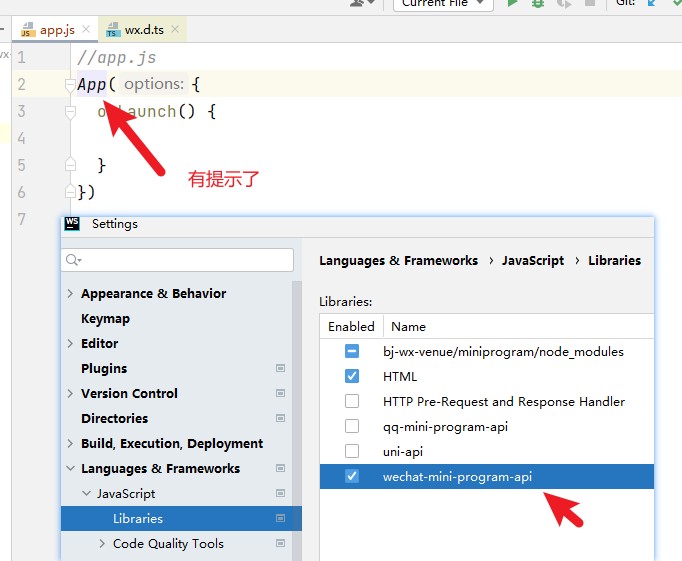 Current File
Git:
app.js
wx.d.ts
1 //app.js
2 App( options: {
3 onLaunch() {
4
5 }
6 })
7
有提示了
WS Settings
Languages & Frameworks › JavaScript › Libraries
Appearance & Behavior
Keymap
Editor
Plugins
Version Control
Directories
Build, Execution, Deployment
Languages & Frameworks
JavaScript
Libraries
Code Quality Tools
Libraries:
Enabled Name
bj-wx-venue/miniprogram/node_modules
HTML
HTTP Pre-Request and Response Handler
qq-mini-program-api
uni-api
wechat-mini-program-api